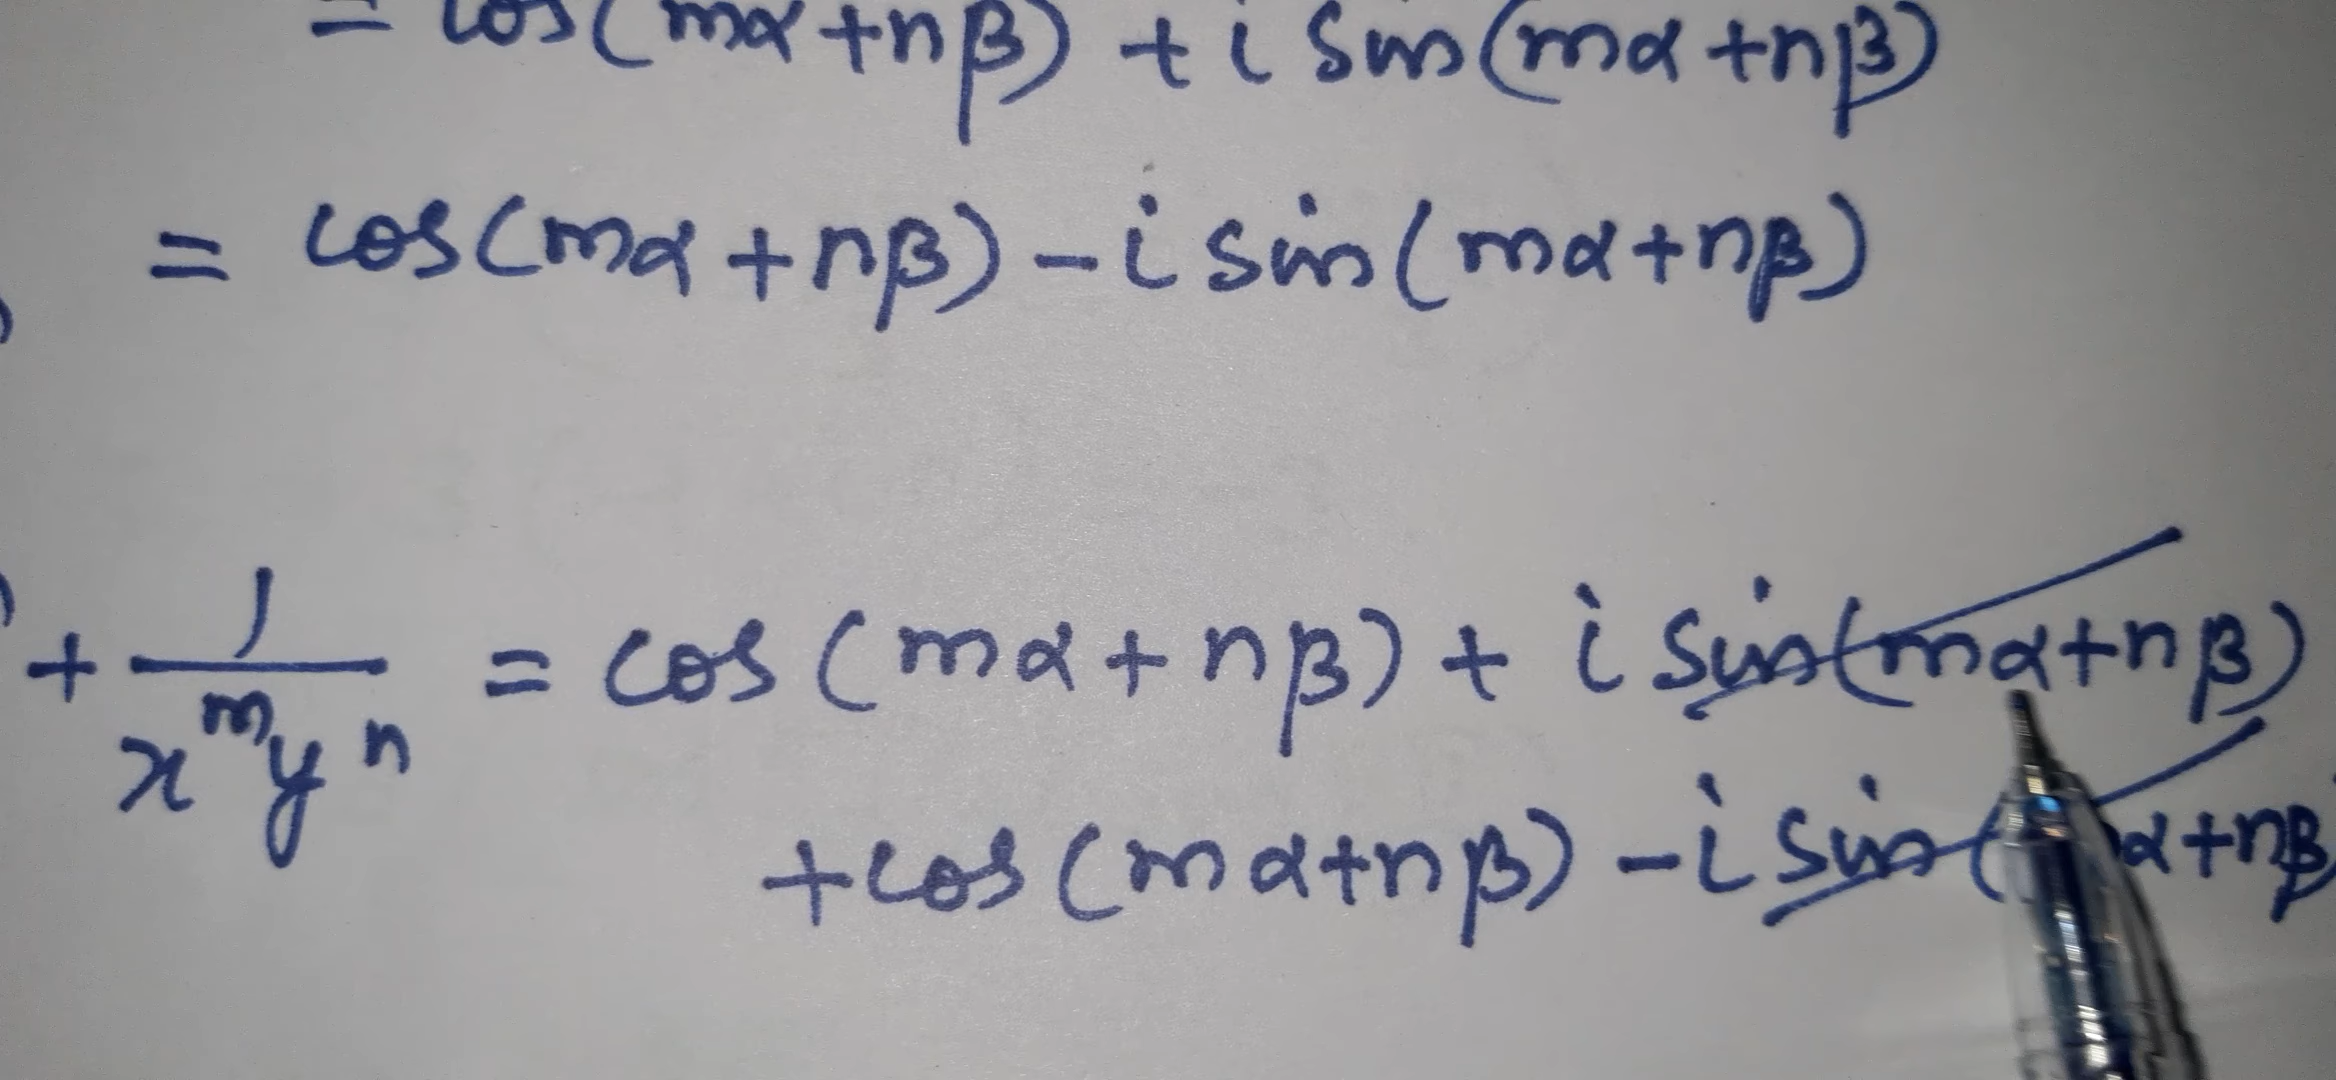 = cos(mα+nβ) + i sin(mα+nβ)
= cos(mα+nβ) - i sin(mα+nβ)
+ 1/(x^m y^n) = cos(mα+nβ) + i sin(mα+nβ)
+cos(mα+nβ) - i sin( α+nβ